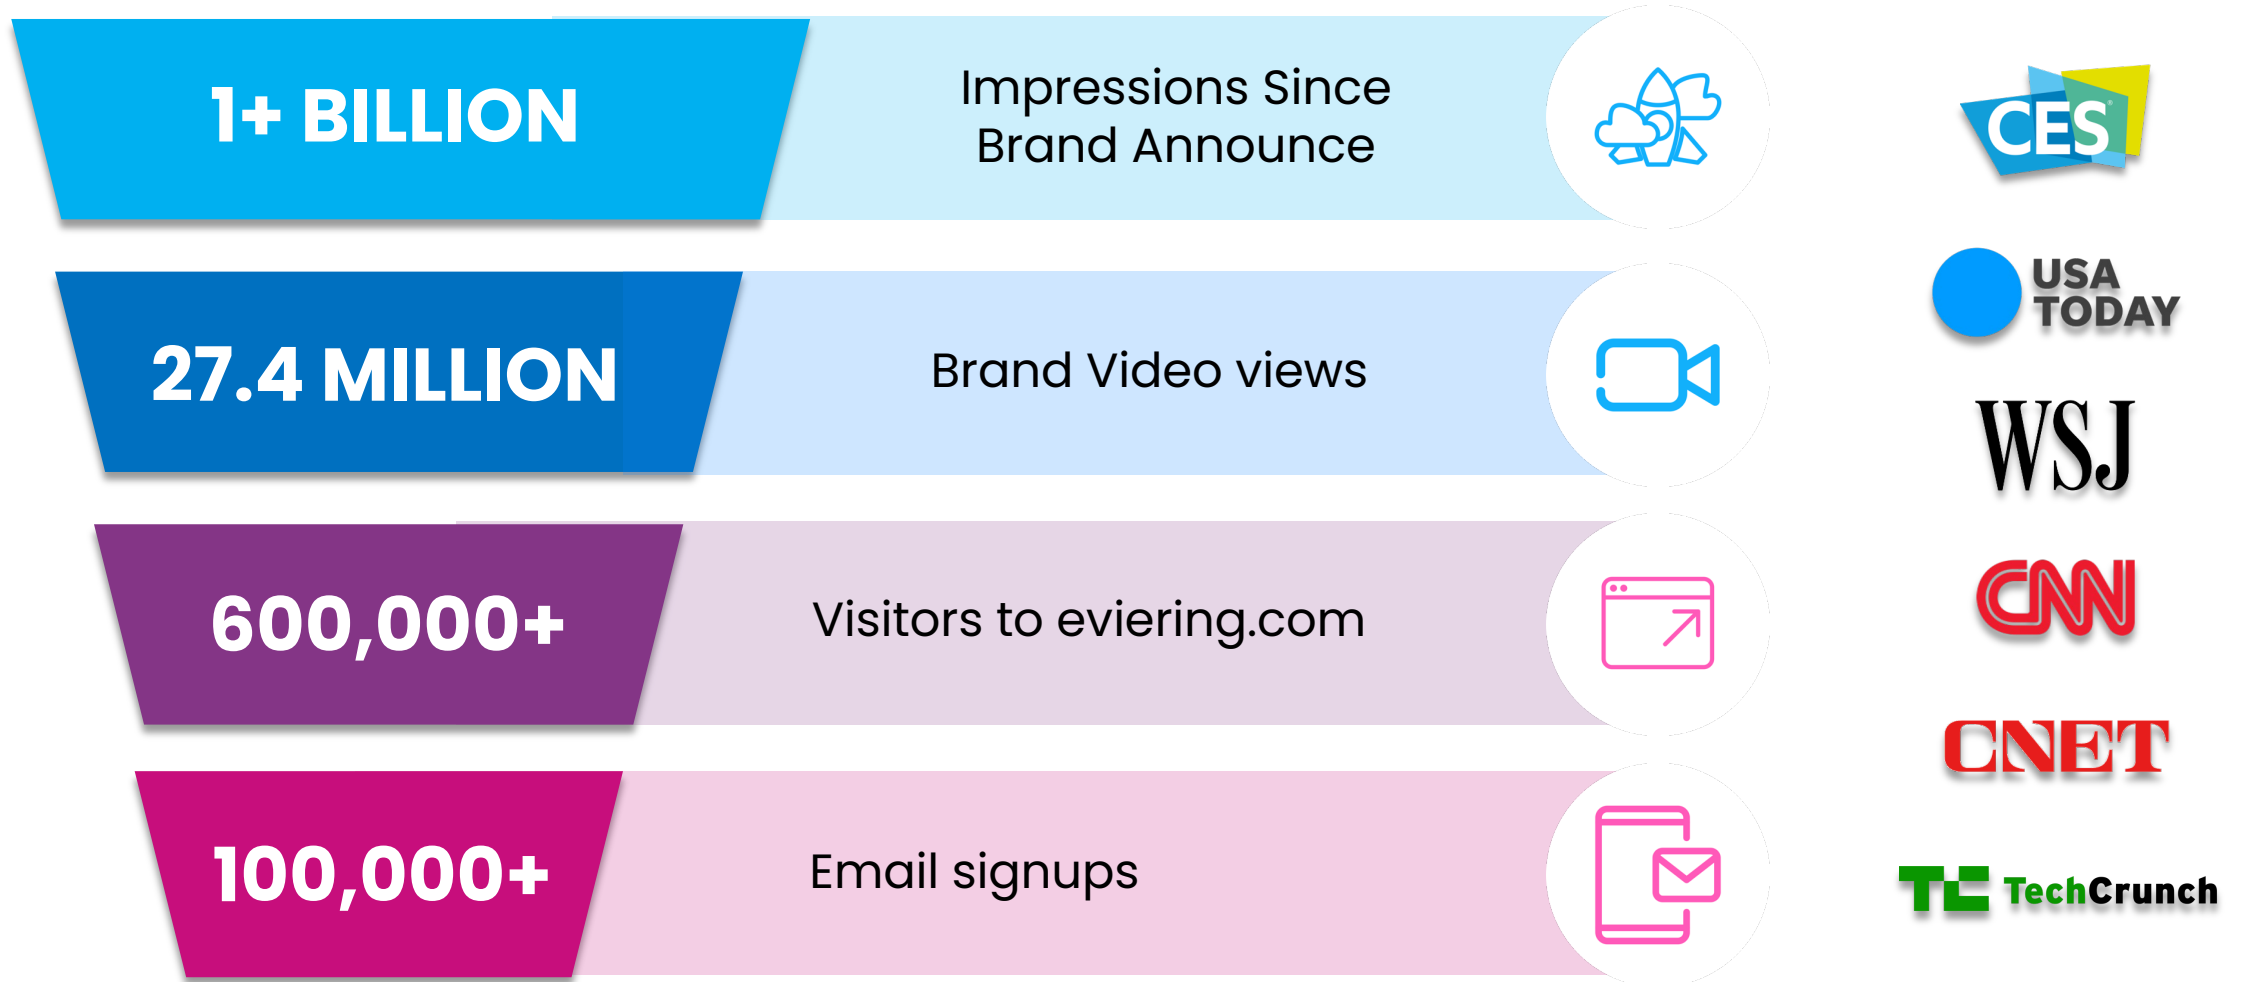 1+ BILLION
Impressions Since
Brand Announce
CES
27.4 MILLION
Brand Video views
USA
TODAY
WSJ
600,000+
Visitors to eviering.com
CNN
CNET
100,000+
Email signups
TC TechCrunch